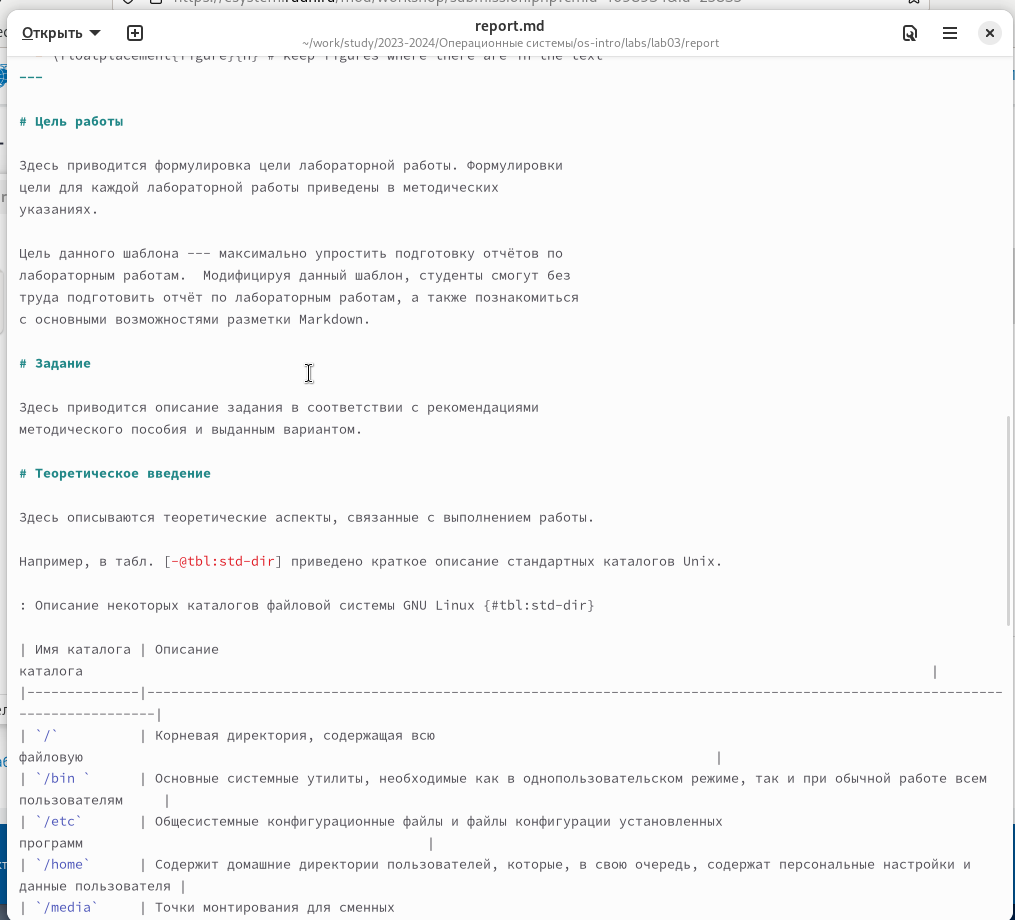 Открыть
report.md
~/work/study/2023-2024/Операционные системы/os-intro/labs/lab03/report
---
# Цель работы
Здесь приводится формулировка цели лабораторной работы. Формулировки
цели для каждой лабораторной работы приведены в методических
указаниях.
Цель данного шаблона --- максимально упростить подготовку отчётов по
лабораторным работам.  Модифицируя данный шаблон, студенты смогут без
труда подготовить отчёт по лабораторным работам, а также познакомиться
с основными возможностями разметки Markdown.
# Задание
Здесь приводится описание задания в соответствии с рекомендациями
методического пособия и выданным вариантом.
# Теоретическое введение
Здесь описываются теоретические аспекты, связанные с выполнением работы.
Например, в табл. [-@tbl:std-dir] приведено краткое описание стандартных каталогов Unix.
: Описание некоторых каталогов файловой системы GNU Linux {#tbl:std-dir}
| Имя каталога | Описание
каталога |
|--------------|-----------------------------------------------------------------------------------------------------------
-----------------|
| `/` | Корневая директория, содержащая всю
файловую |
| `/bin ` | Основные системные утилиты, необходимые как в однопользовательском режиме, так и при обычной работе всем
пользователям |
| `/etc` | Общесистемные конфигурационные файлы и файлы конфигурации установленных
программ |
| `/home` | Содержит домашние директории пользователей, которые, в свою очередь, содержат персональные настройки и
данные пользователя |
| `/media` | Точки монтирования для сменных